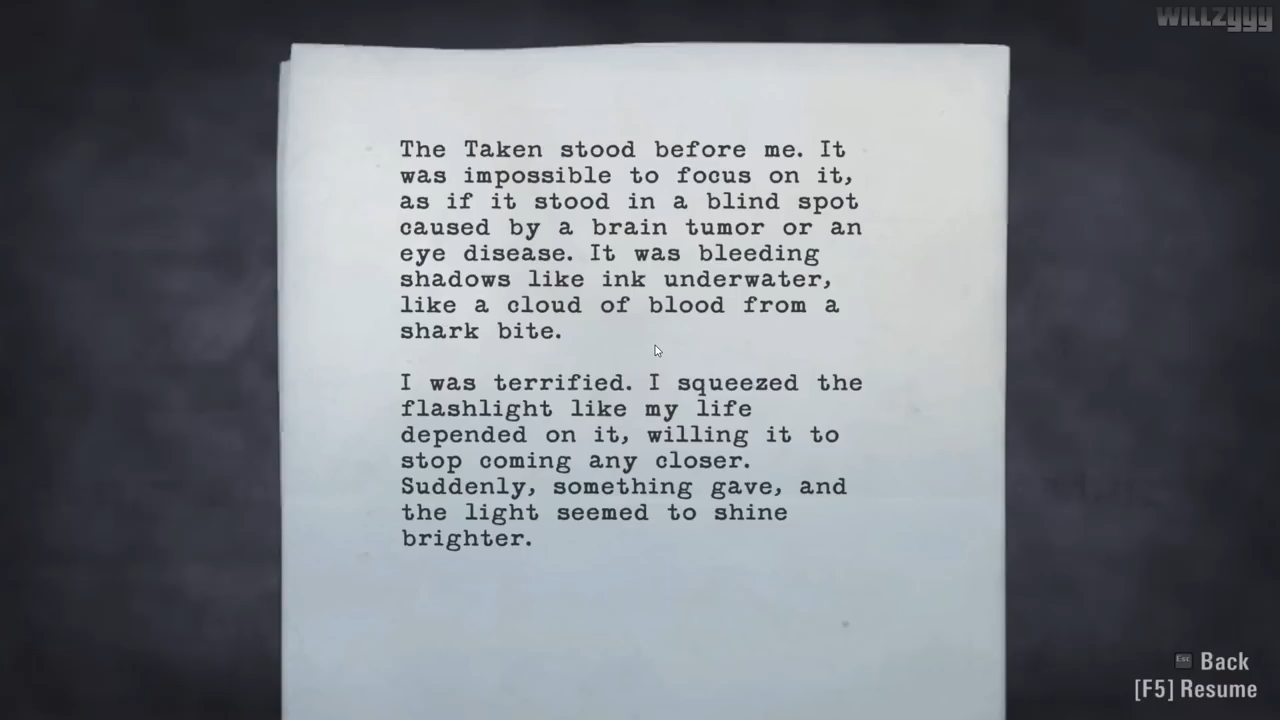 WILLZYYY
The Taken stood before me. It
was impossible to focus on it,
as if it stood in a blind spot
caused by a brain tumor or an
eye disease. It was bleeding
shadows like ink underwater,
like a cloud of blood from a
shark bite.
I was terrified. I squeezed the
flashlight like my life
depended on it, willing it to
stop coming any closer.
Suddenly, something gave, and
the light seemed to shine
brighter.
Esc Back
[F5] Resume